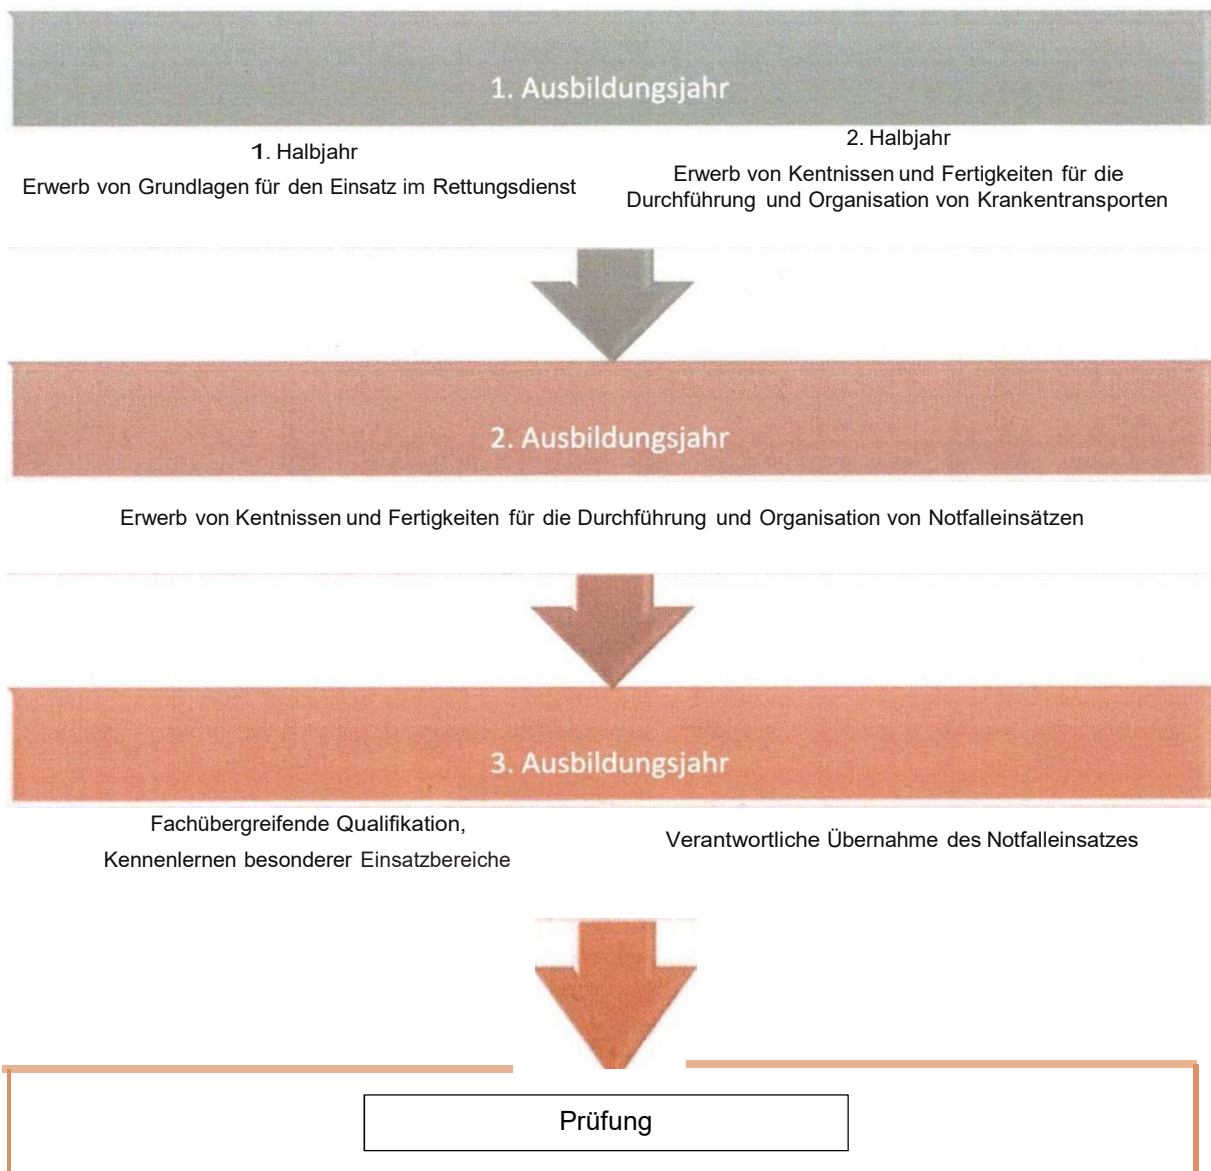 1. Ausbildungsjahr
1. Halbjahr
Erwerb von Grundlagen für den Einsatz im Rettungsdienst
2. Halbjahr
Erwerb von Kentnissen und Fertigkeiten für die
Durchführung und Organisation von Krankentransporten
2. Ausbildungsjahr
Erwerb von Kentnissen und Fertigkeiten für die Durchführung und Organisation von Notfalleinsätzen
3. Ausbildungsjahr
Fachübergreifende Qualifikation,
Kennenlernen besonderer Einsatzbereiche
Verantwortliche Übernahme des Notfalleinsatzes
Prüfung